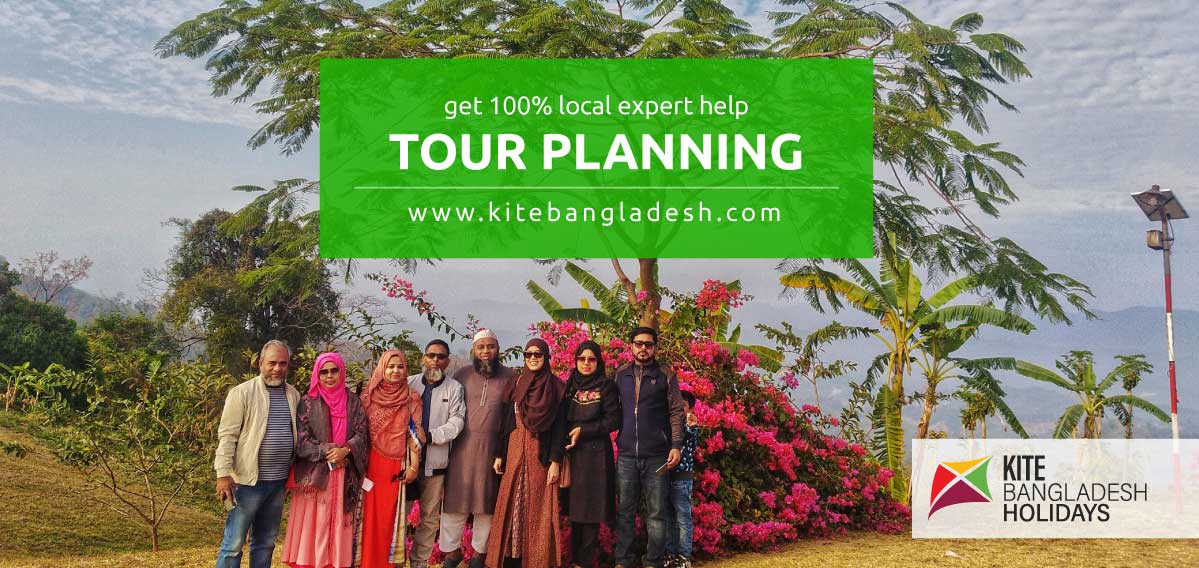 get 100% local expert help
TOUR PLANNING
www.kitebangladesh.com
KITE
BANGLADESH
HOLIDAYS